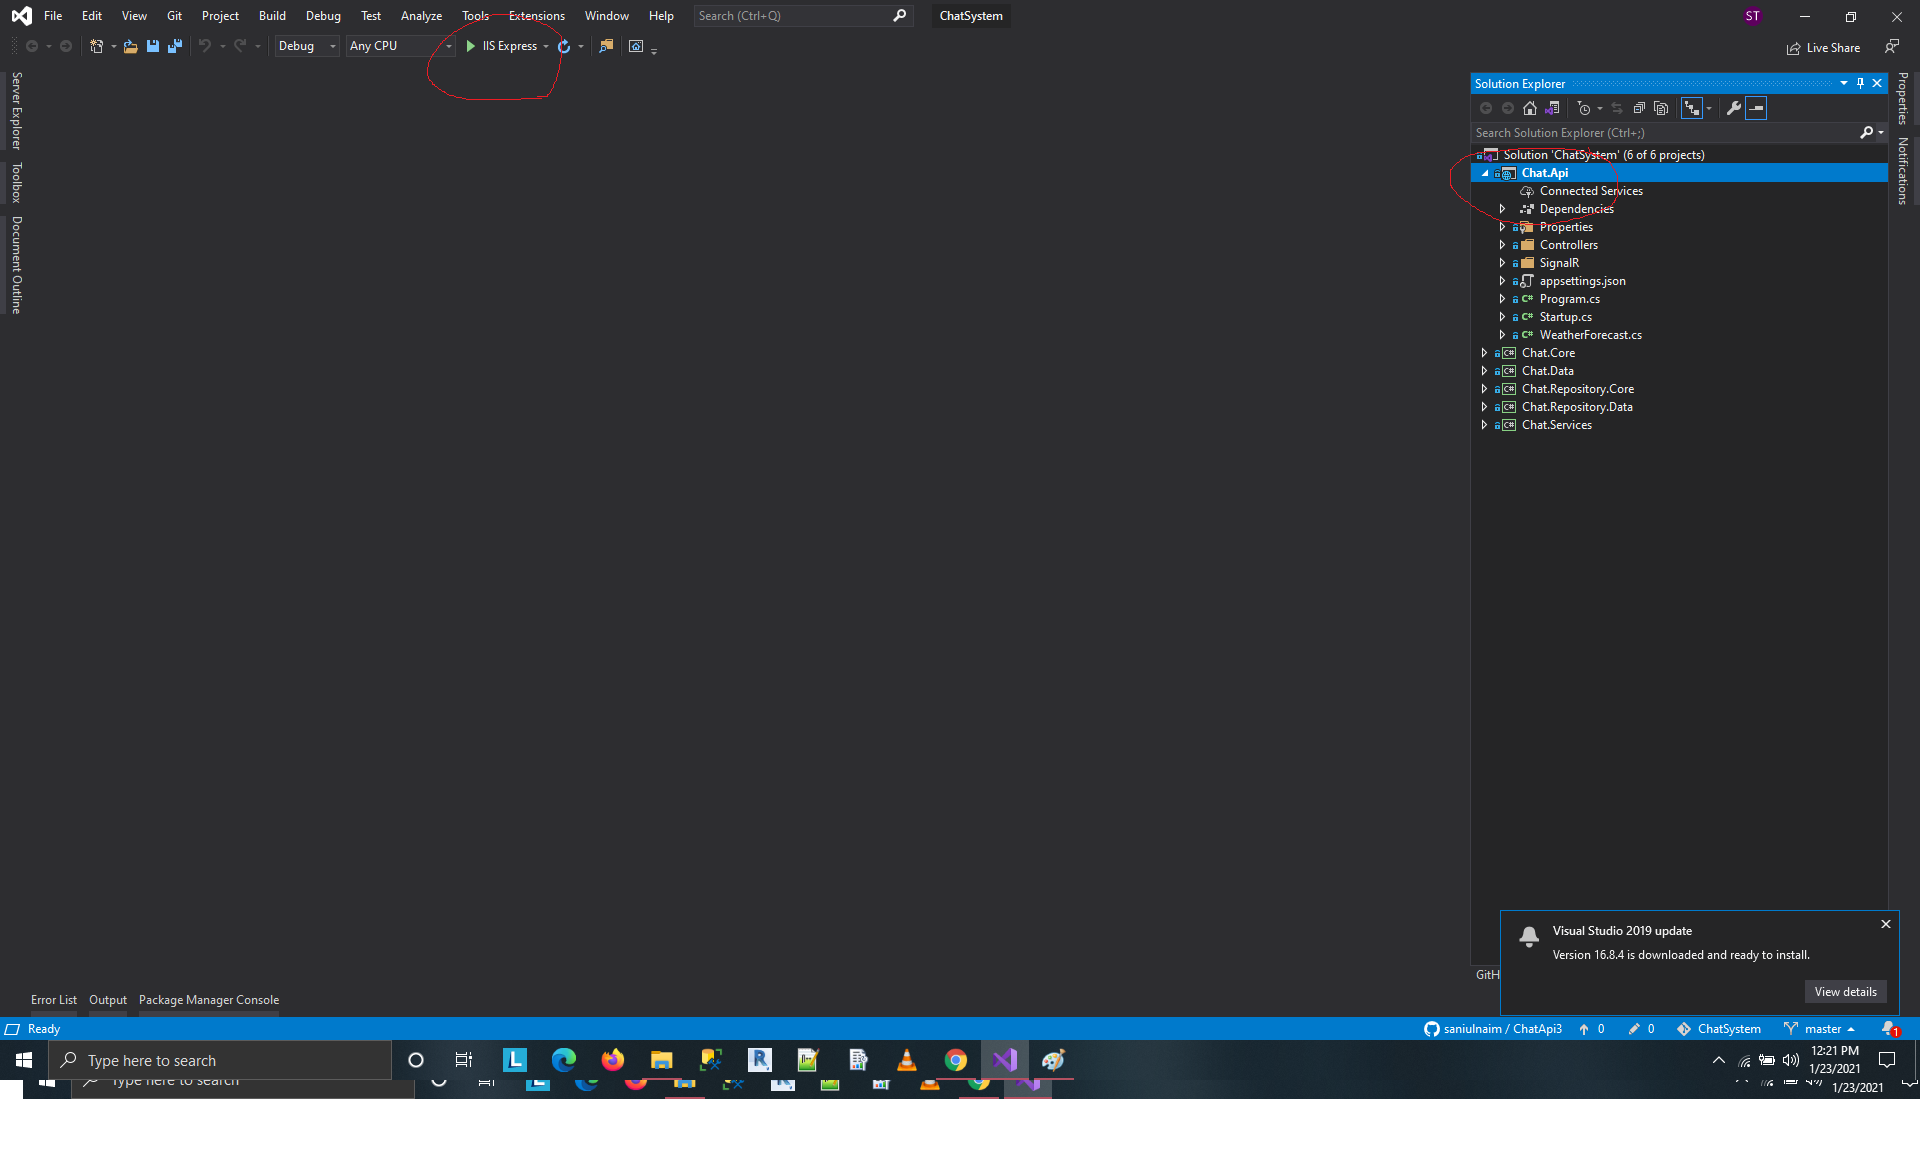 File Edit View Git Project Build Debug Test Analyze Tools Extensions Window Help Search (Ctrl+Q) ChatSystem ST
Debug Any CPU IIS Express Live Share
Server Explorer
Toolbox
Document Outline
Solution Explorer
Search Solution Explorer (Ctrl+;)
Solution 'ChatSystem' (6 of 6 projects)
Chat.Api
Connected Services
Dependencies
Properties
Controllers
SignalR
appsettings.json
C# Program.cs
C# Startup.cs
C# WeatherForecast.cs
C# Chat.Core
C# Chat.Data
C# Chat.Repository.Core
C# Chat.Repository.Data
C# Chat.Services
Properties
Notifications
GitH
Visual Studio 2019 update
Version 16.8.4 is downloaded and ready to install.
View details
Error List Output Package Manager Console
Ready saniulnaim / ChatApi3 0 0 ChatSystem master 1
Type here to search L R 12:21 PM
1/23/2021
Type here to search 1/23/2021